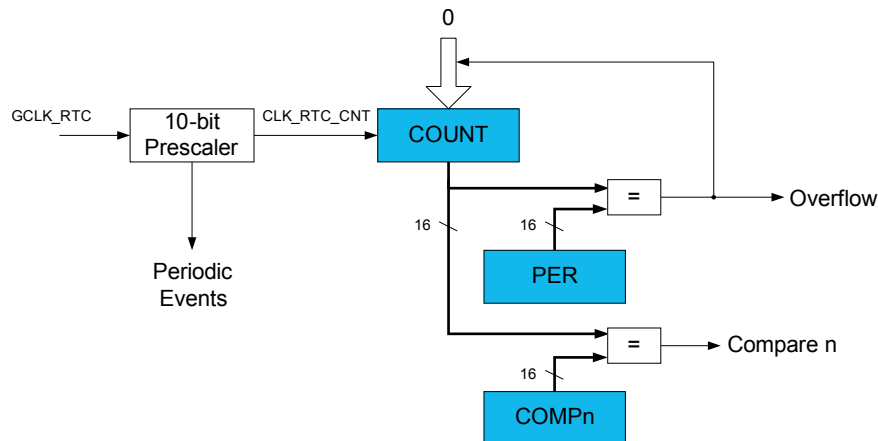 0
GCLK_RTC
10-bit
Prescaler
CLK_RTC_CNT
COUNT
=
Overflow
16
16
PER
Periodic
Events
=
Compare n
16
COMPn